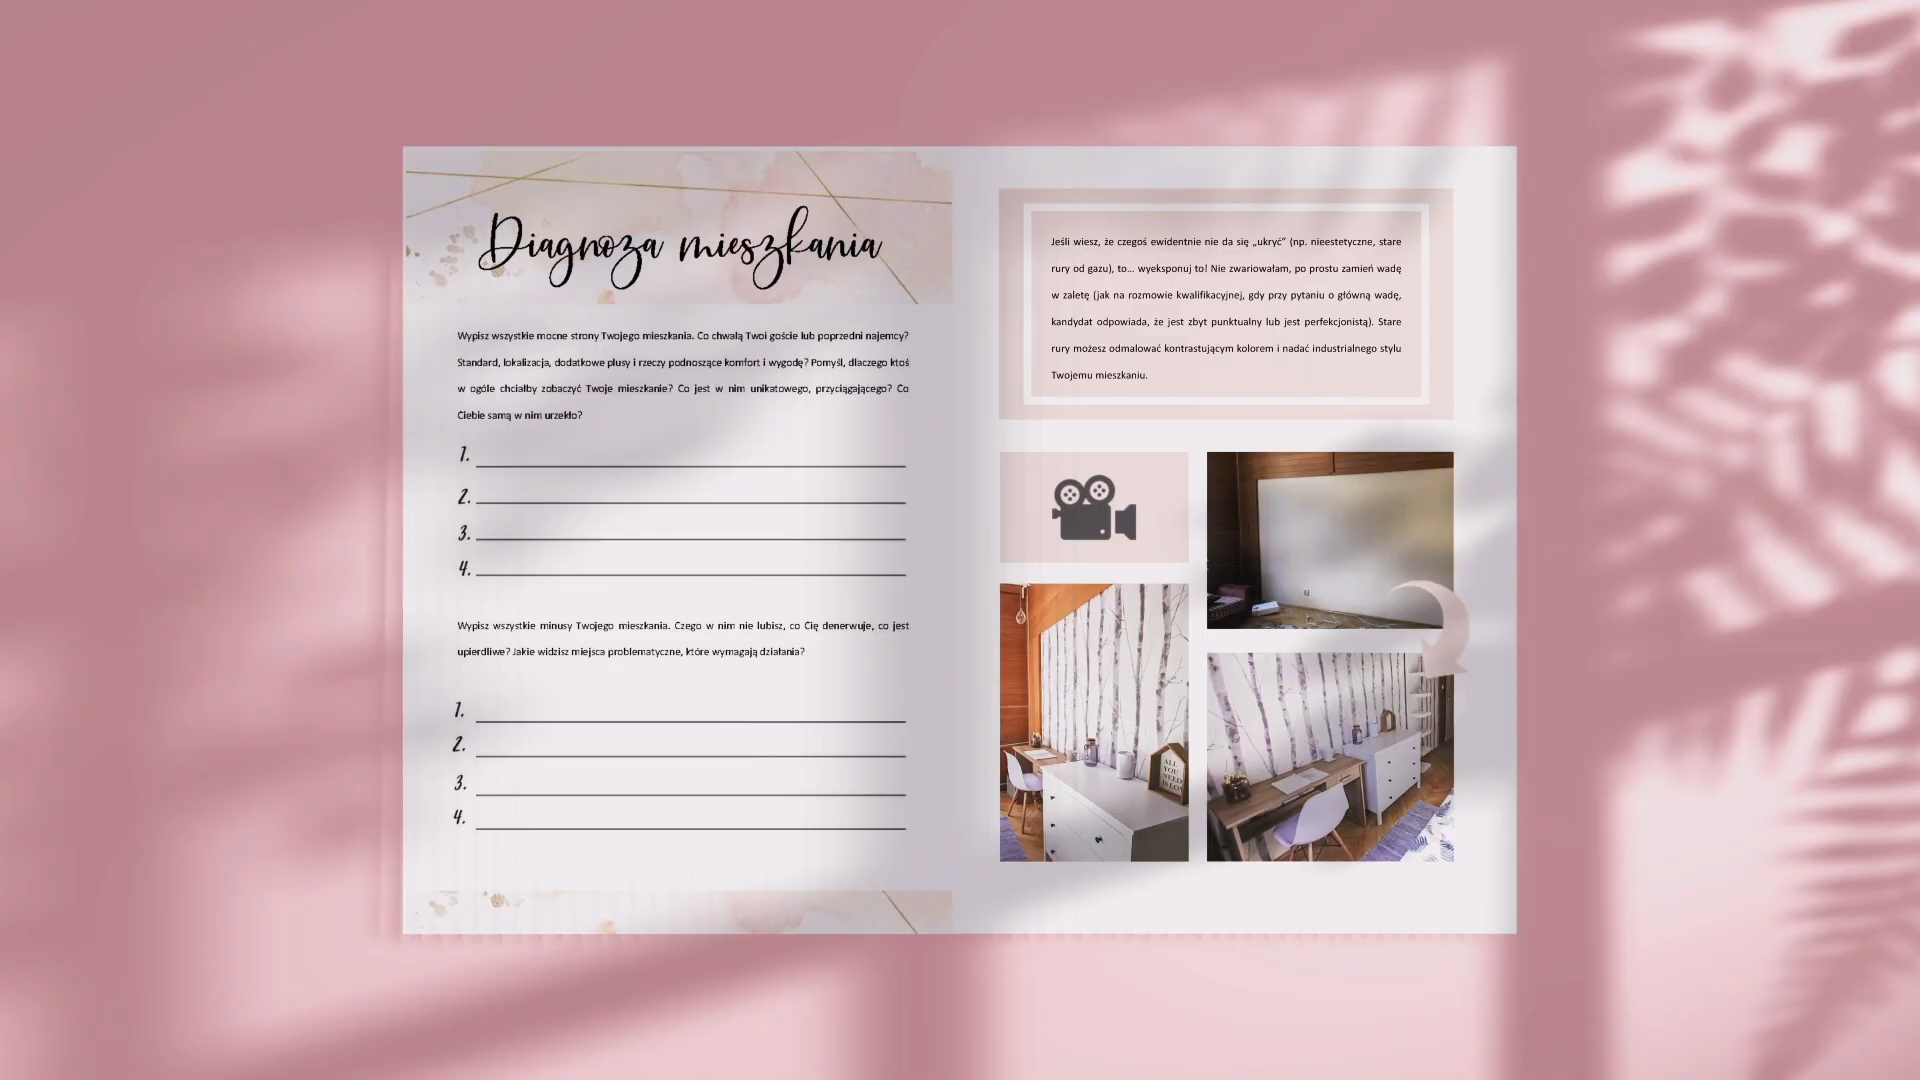 Diagnoza mieszkania
Wypisz wszystkie mocne strony Twojego mieszkania. Co chwalą Twoi goście lub poprzedni najemcy?
Standard, lokalizacja, dodatkowe plusy i rzeczy podnoszące komfort i wygodę? Pomyśl, dlaczego ktoś
w ogóle chciałby zobaczyć Twoje mieszkanie? Co jest w nim unikatowego, przyciągającego? Co
Ciebie samą w nim urzekło?
1.
2.
3.
4.
Wypisz wszystkie minusy Twojego mieszkania. Czego w nim nie lubisz, co Cię denerwuje, co jest
upierdliwe? Jakie widzisz miejsca problematyczne, które wymagają działania?
1.
2.
3.
4.
Jeśli wiesz, że czegoś ewidentnie nie da się „ukryć” (np. nieestetyczne, stare
rury od gazu), to... wyeksponuj to! Nie zwariowałam, po prostu zamień wadę
w zaletę (jak na rozmowie kwalifikacyjnej, gdy przy pytaniu o główną wadę,
kandydat odpowiada, że jest zbyt punktualny lub jest perfekcjonistą). Stare
rury możesz odmalować kontrastującym kolorem i nadać industrialnego stylu
Twojemu mieszkaniu.
ALL
YOU
NEED
IS LOV